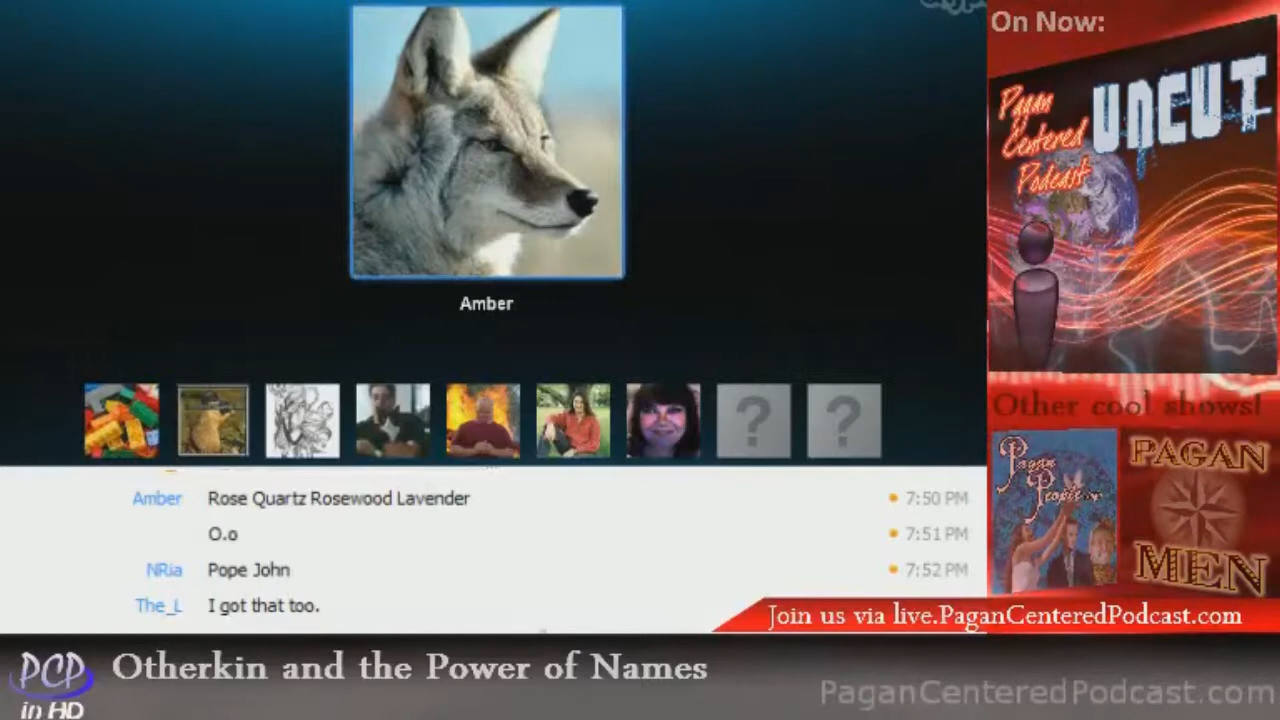 On Now:
Pagan
Centered
Podcast
UNCUT
Amber
Other cool shows!
Pagan
People
PAGAN
MEN
Amber Rose Quartz Rosewood Lavender 7:50 PM
O.o 7:51 PM
NRia Pope John 7:52 PM
The_L I got that too.
Join us via live.PaganCenteredPodcast.com
PCP
in HD
Otherkin and the Power of Names
PaganCenteredPodcast.com